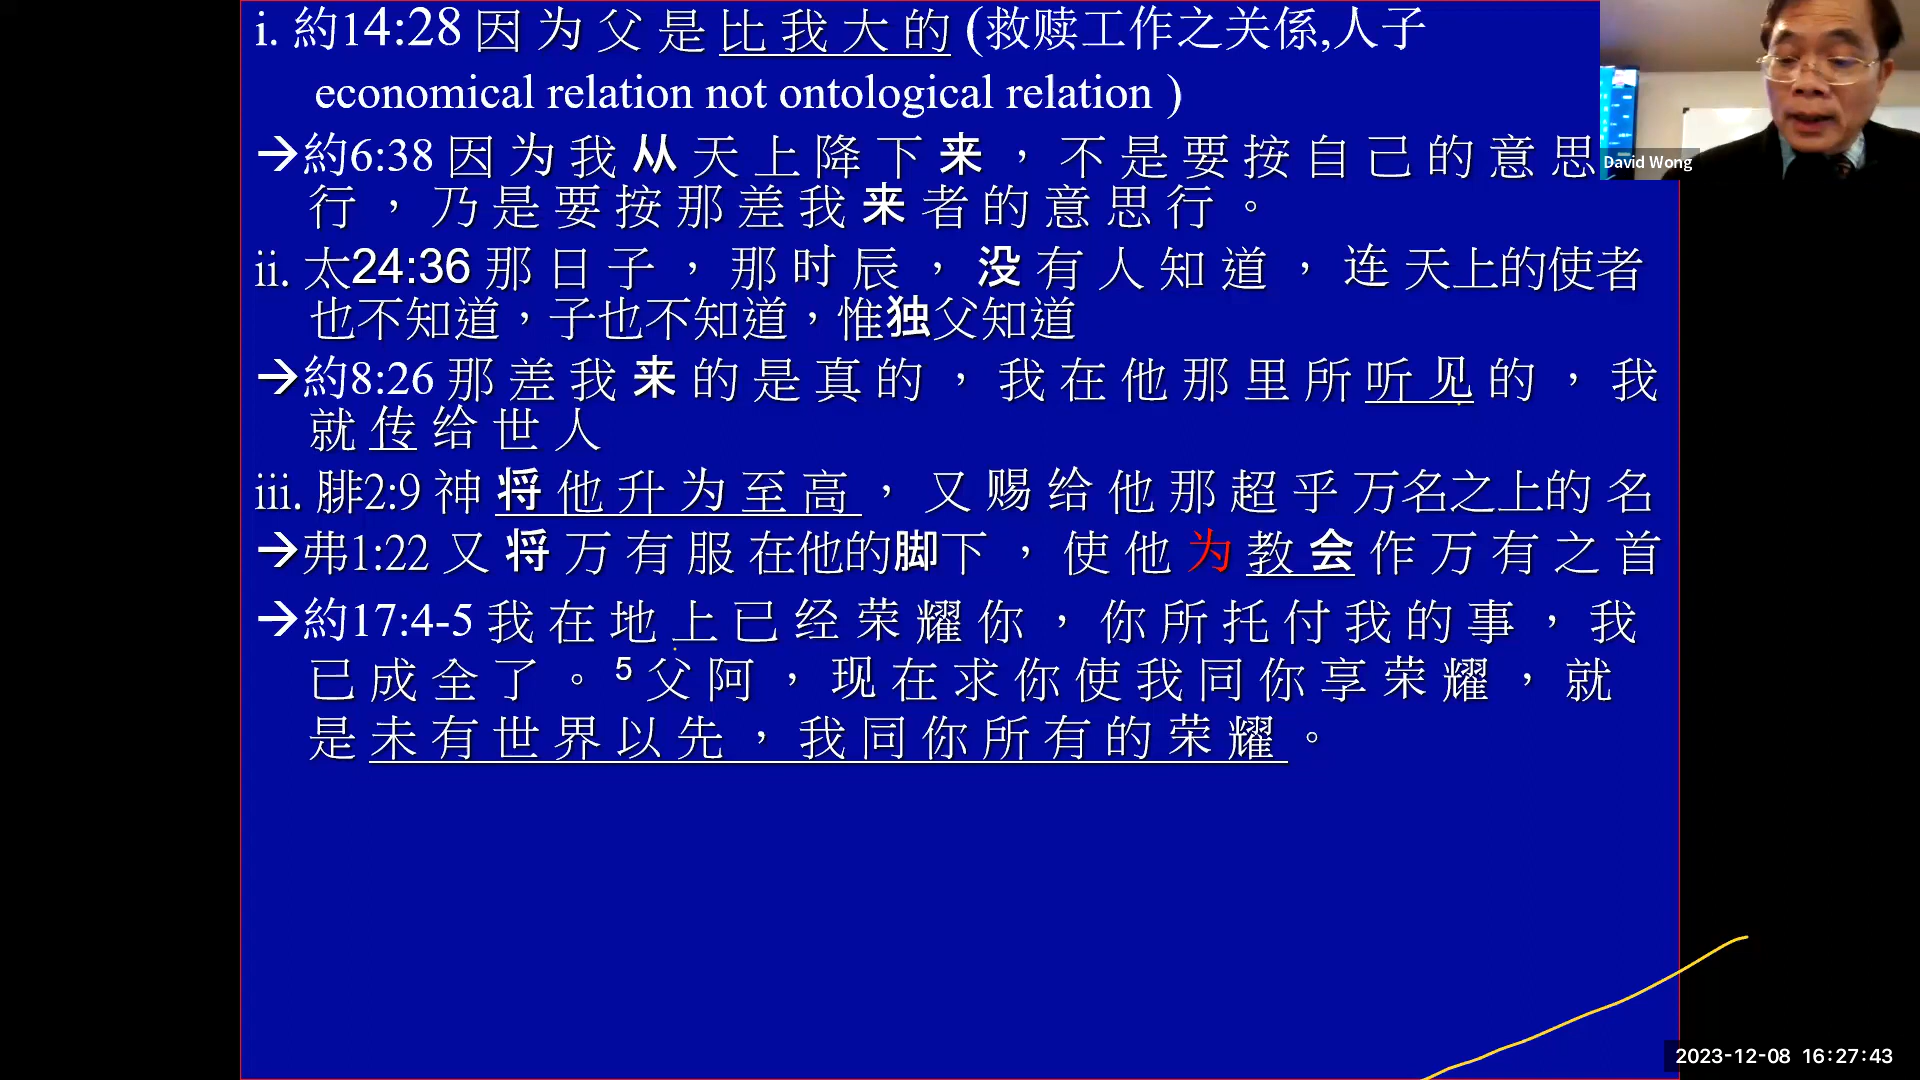 i. 約14:28 因为父是比我大的 (救赎工作之关係,人子
economical relation not ontological relation )
→約6:38 因为我从天上降下来，不是要按自己的意思
行，乃是要按那差我来者的意思行。
ii. 太24:36 那日子，那时辰，没有人知道，连天上的使者
也不知道，子也不知道，惟独父知道
→約8:26 那差我来的是真的，我在他那里所听见的，我
就传给世人
iii. 腓2:9 神将他升为至高，又赐给他那超乎万名之上的名
→弗1:22 又将万有服在他的脚下，使他为教会作万有之首
→約17:4-5 我在地上已经荣耀你，你所托付我的事，我
已成全了。5父阿，现在求你使我同你享荣耀，就
是未有世界以先，我同你所有的荣耀。
David Wong
2023-12-08 16:27:43